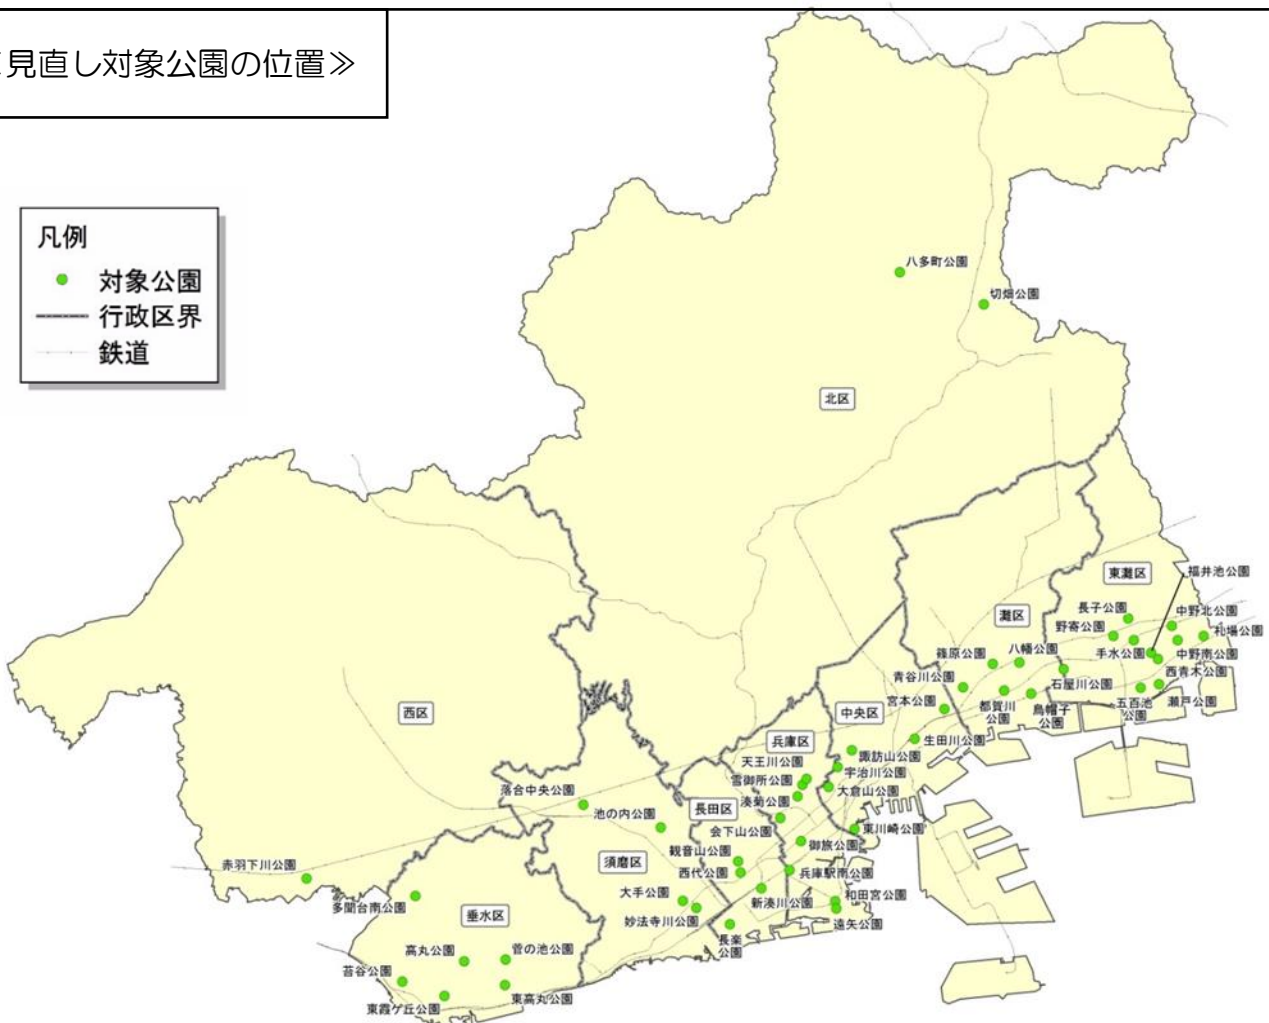 見直し対象公園の位置≫
凡例
対象公園
行政区界
鉄道
八多町公園
切畑公園
北区
東灘区
福井池公園
長子公園
中野北公園
灘区
野寄公園
札場公園
手水公園
中野南公園
篠原公園
八幡公園
西青木公園
青谷川公園
石屋川公園
宮本公園
都賀川
公園
烏帽子
公園
五百池
公園
瀬戸公園
西区
中央区
兵庫区
生田川公園
諏訪山公園
天王川公園
宇治川公園
雪御所公園
大倉山公園
落合中央公園
湊菊公園
長田区
池の内公園
会下山公園
東川崎公園
御旅公園
観音山公園
須磨区
赤羽下川公園
西代公園
兵庫駅南公園
大手公園
新湊川公園
和田宮公園
多聞台南公園
垂水区
妙法寺川公園
遠矢公園
長楽
公園
高丸公園
菅の池公園
苔谷公園
東霞ケ丘公園
東高丸公園